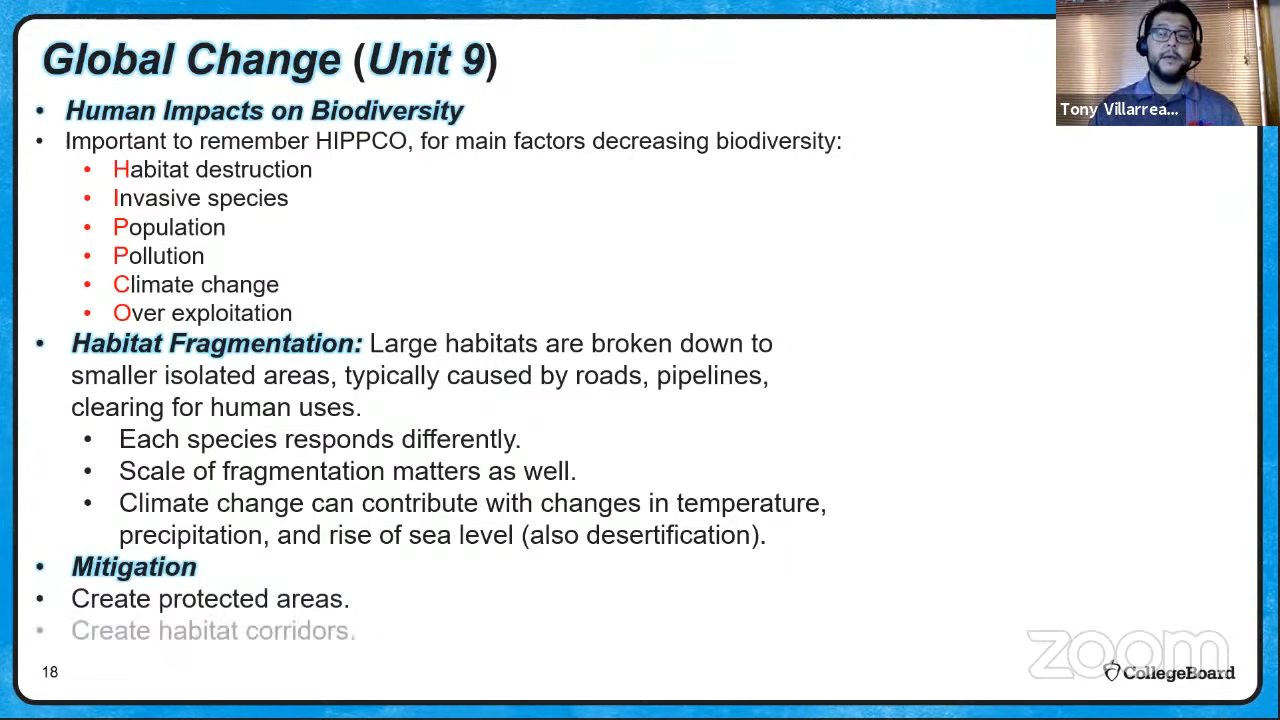 Global Change (Unit 9)
Tony Villarrea...
• Human Impacts on Biodiversity
• Important to remember HIPPCO, for main factors decreasing biodiversity:
• Habitat destruction
• Invasive species
• Population
• Pollution
• Climate change
• Over exploitation
• Habitat Fragmentation: Large habitats are broken down to
smaller isolated areas, typically caused by roads, pipelines,
clearing for human uses.
• Each species responds differently.
• Scale of fragmentation matters as well.
• Climate change can contribute with changes in temperature,
precipitation, and rise of sea level (also desertification).
• Mitigation
• Create protected areas.
• Create habitat corridors.
zoom
18
CollegeBoard